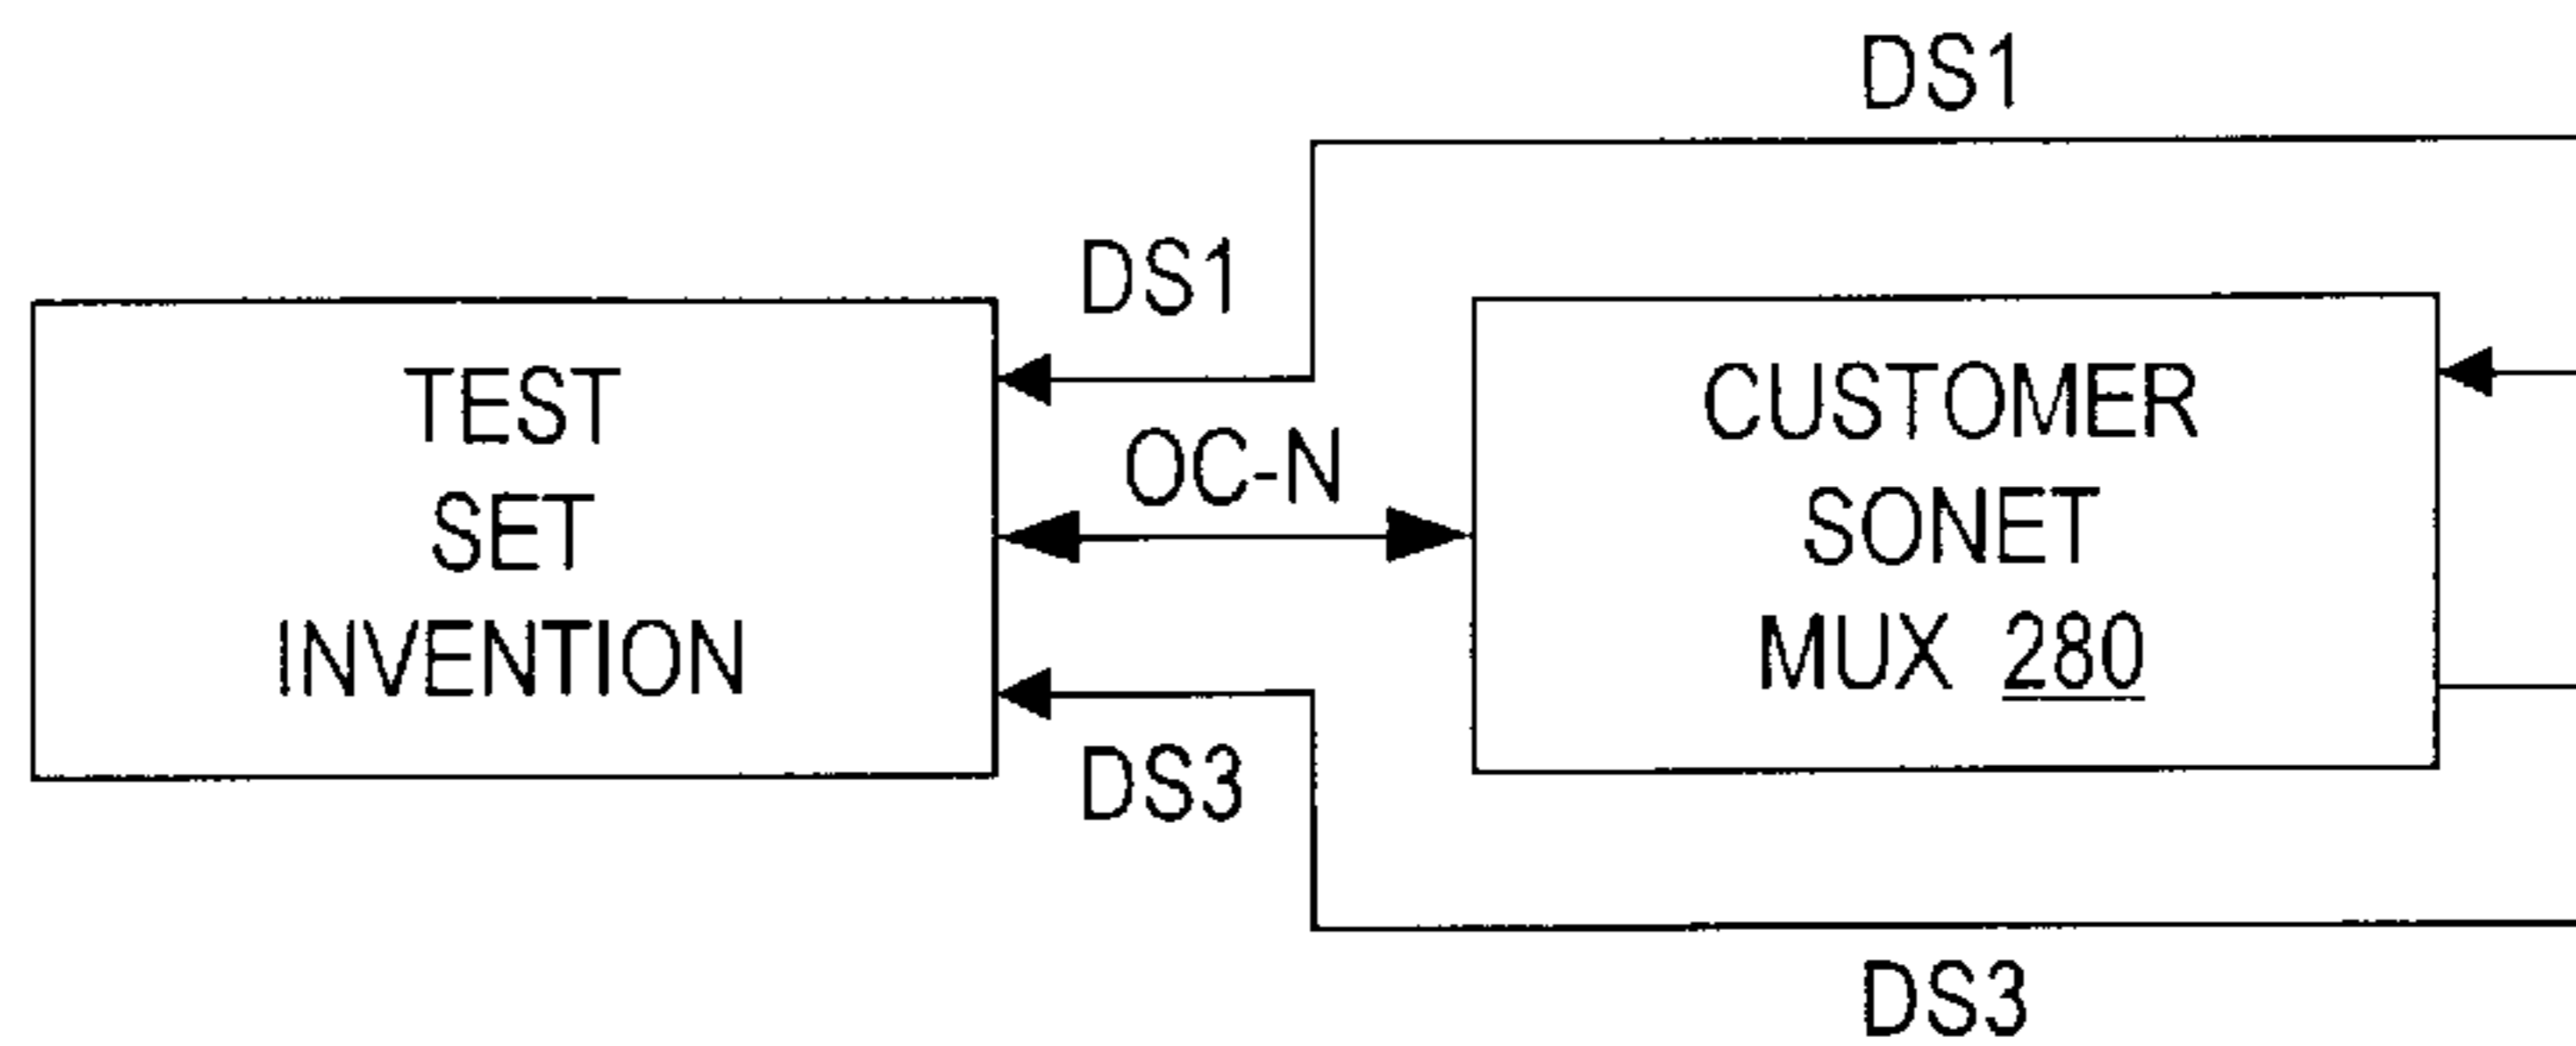 DS1
DS1
TEST
SET
INVENTION
OC-N
CUSTOMER
SONET
MUX 280
DS3
DS3